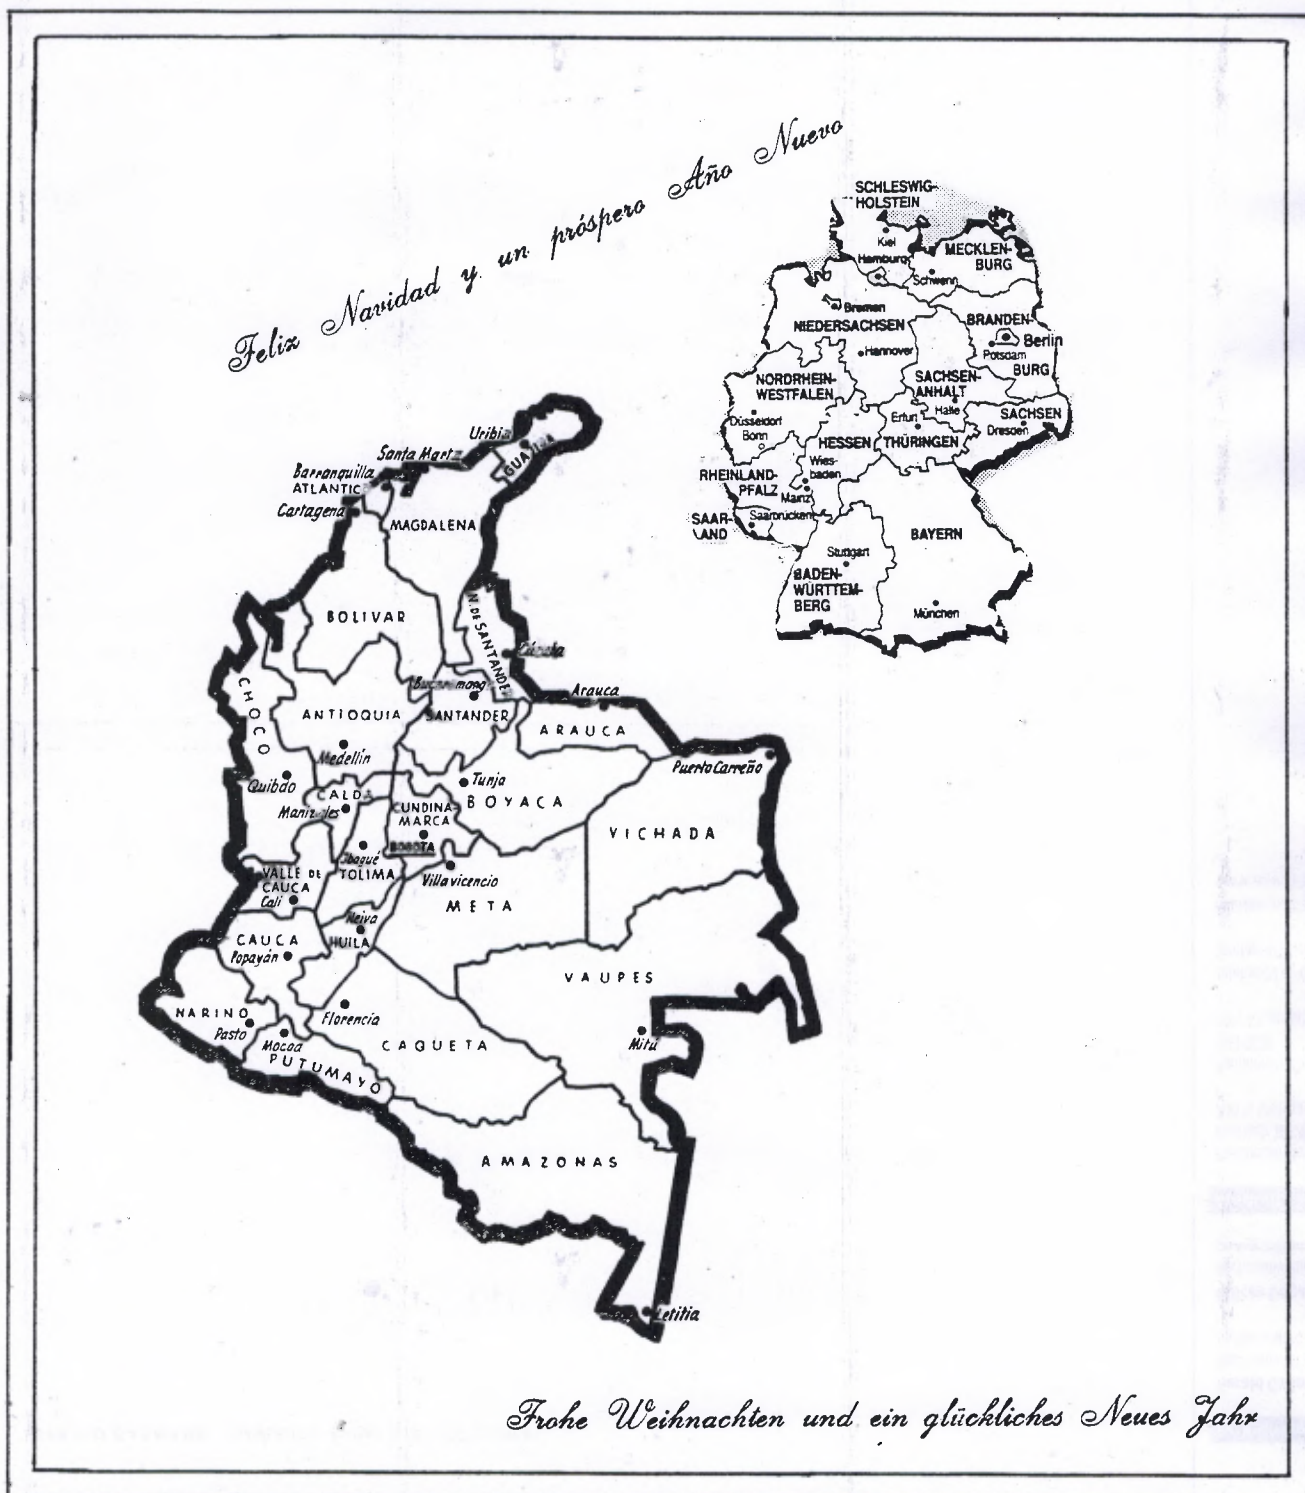 Feliz Navidad y un próspero Año Nuevo
SCHLESWIG-
HOLSTEIN
Kiel
Hamburg
MECKLEN-
BURG
Schwerin
Bremen
NIEDERSACHSEN
Hannover
BRANDEN-
Berlin
Potsdam
BURG
SACHSEN-
ANHALT
Halle
NORDRHEIN-
WESTFALEN
Düsseldorf
Bonn
HESSEN
Wies-
baden
Erfurt
THÜRINGEN
SACHSEN
Dresden
RHEINLAND-
PFALZ
Mainz
SAAR-
LAND
Saarbrücken
BAYERN
Stuttgart
BADEN-
WÜRTTEM-
BERG
München
Uribia
GUAJIRA
Santa Marta
Barranquilla
ATLANTIC
Cartagena
MAGDALENA
BOLIVAR
N. DE SANTANDER
Cúcuta
CHOCO
Quibdo
ANTIOQUIA
Medellín
SANTANDER
Arauca
ARAUCA
Puerto Carreño
Tunja
BOYACA
CALDA
Manizales
CUNDINA-
MARCA
BOGOTA
VICHADA
Ibagué
TOLIMA
Villavicencio
META
VALLE DE
CAUCA
Cali
Neiva
HUILA
CAUCA
Popayán
VAUPES
Mitú
NARINO
Pasto
Mocoa
PUTUMAYO
Florencia
CAQUETA
AMAZONAS
Letitia
Frohe Weihnachten und ein glückliches Neues Jahr